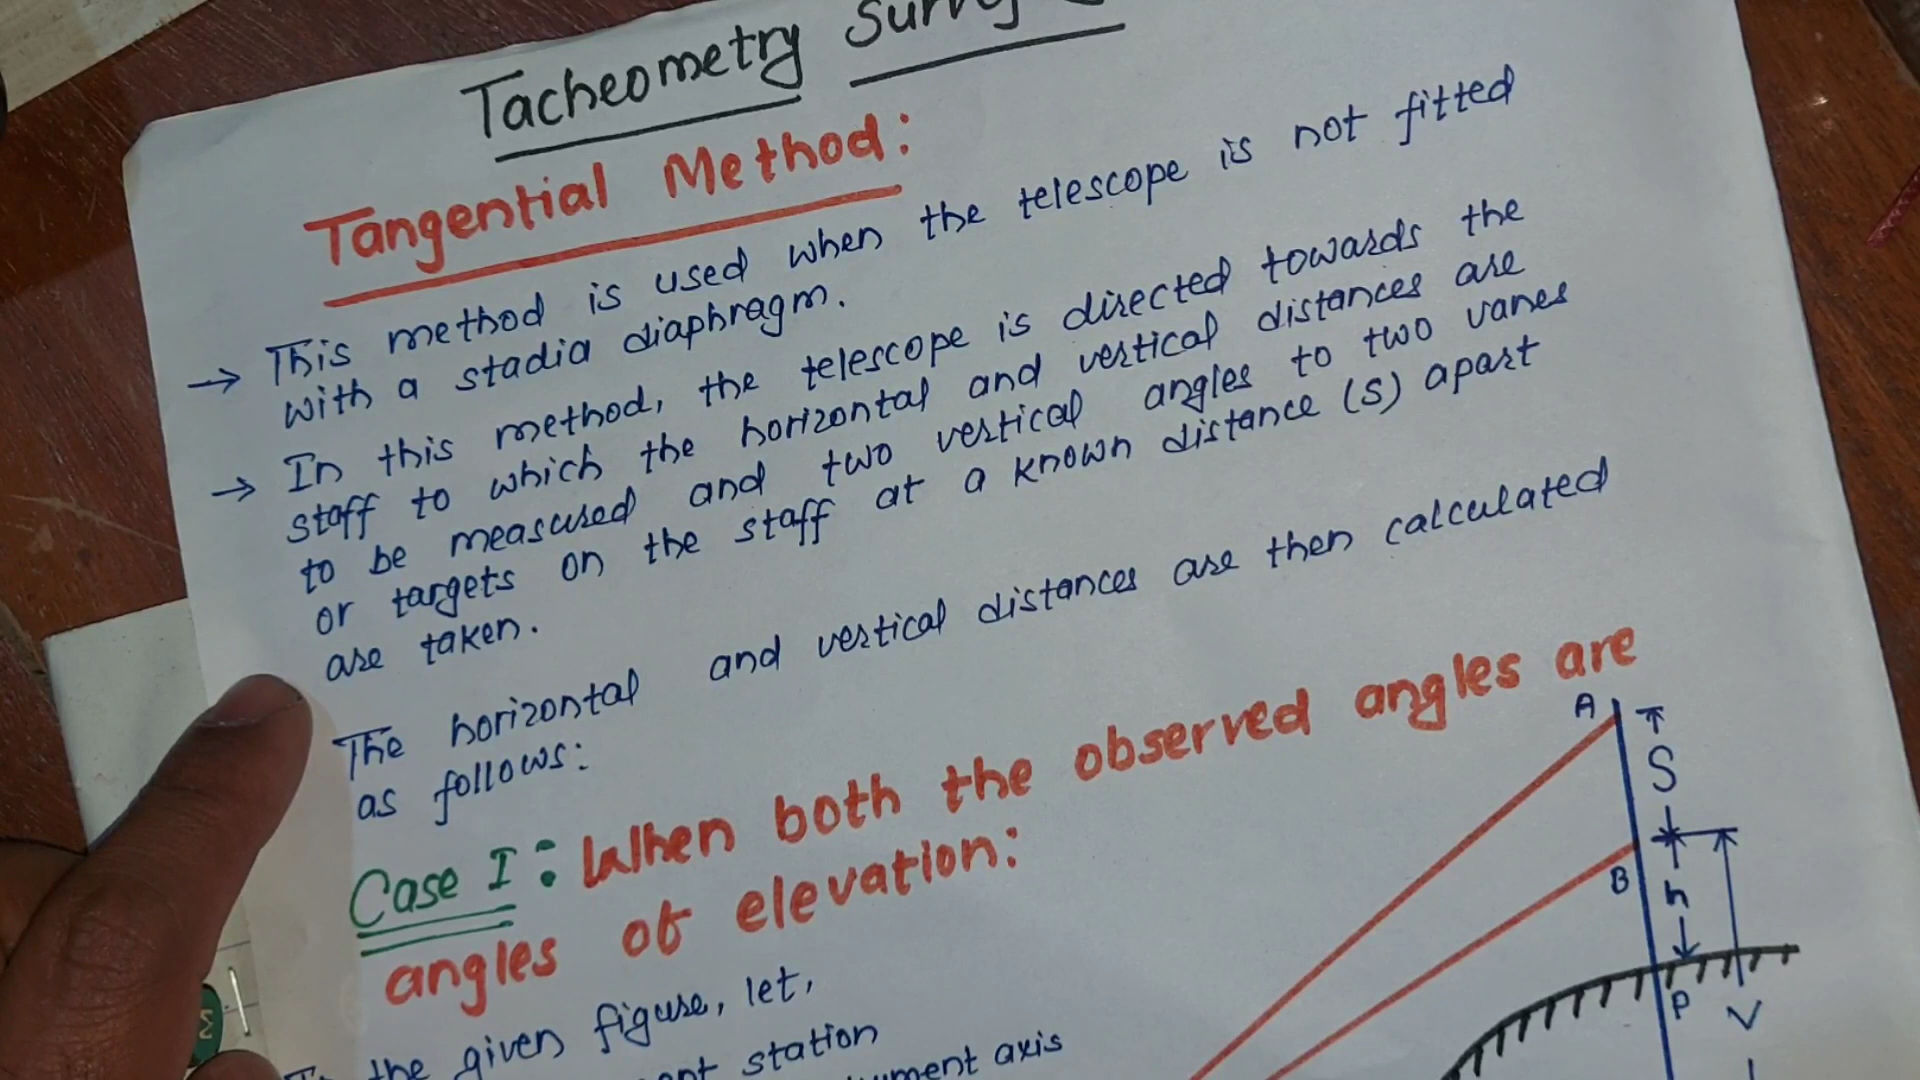 Tacheometry
Tangential Method:
→ This method is used when the telescope is not fitted
with a stadia diaphragm.
→ In this method, the telescope is directed towards the
staff to which the horizontal and vertical distances are
to be measured and two vertical angles to two vanes
or targets on the staff at a known distance (S) apart
are taken.
The horizontal and vertical distances are then calculated
as follows:
Case I: When both the observed angles are
angles of elevation:
the given figure, let,
station
axis
A
S
B
h
P
V